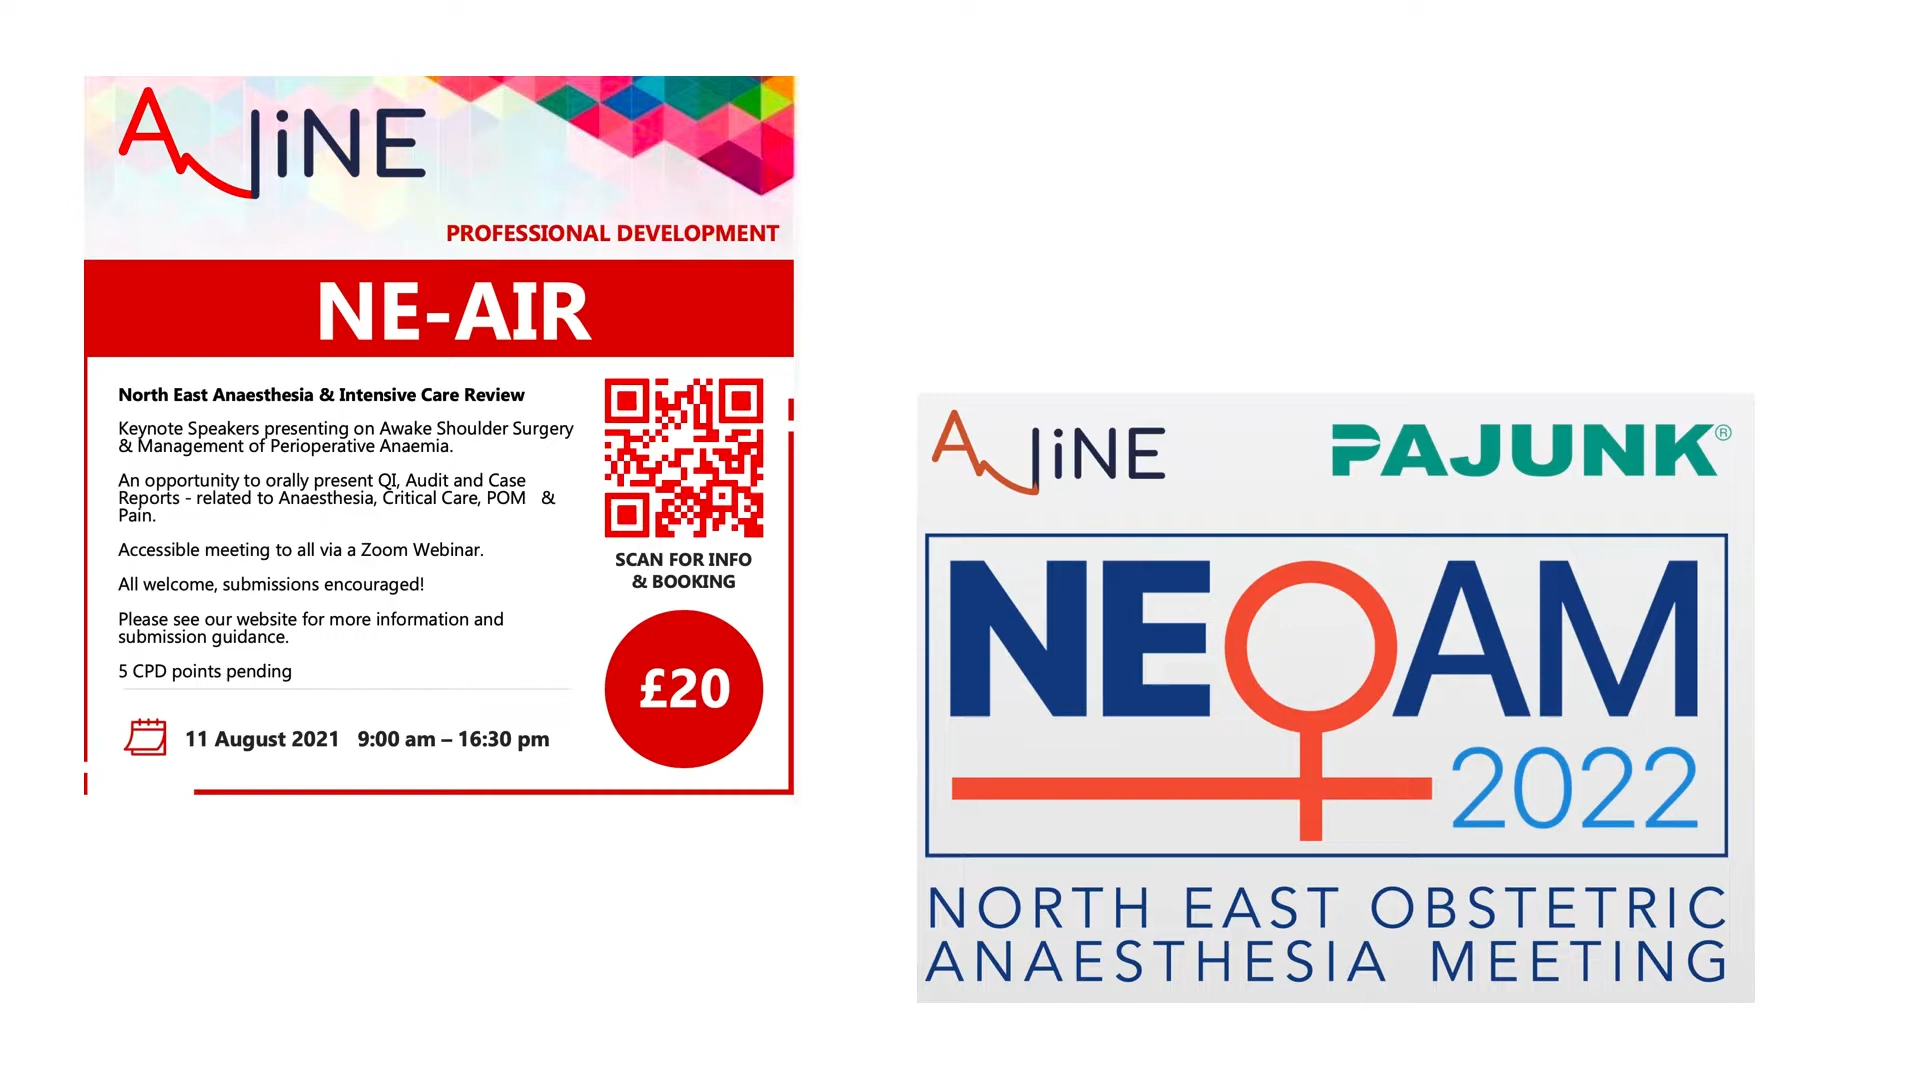 AJiNE
PROFESSIONAL DEVELOPMENT
NE-AIR
North East Anaesthesia & Intensive Care Review
Keynote Speakers presenting on Awake Shoulder Surgery
& Management of Perioperative Anaemia.
An opportunity to orally present QI, Audit and Case
Reports - related to Anaesthesia, Critical Care, POM &
Pain.
Accessible meeting to all via a Zoom Webinar.
All welcome, submissions encouraged!
Please see our website for more information and
submission guidance.
5 CPD points pending
11 August 2021 9:00 am – 16:30 pm
SCAN FOR INFO
& BOOKING
£20
AJiNE
PAJUNK®
NEOAM
2022
NORTH EAST OBSTETRIC
ANAESTHESIA MEETING